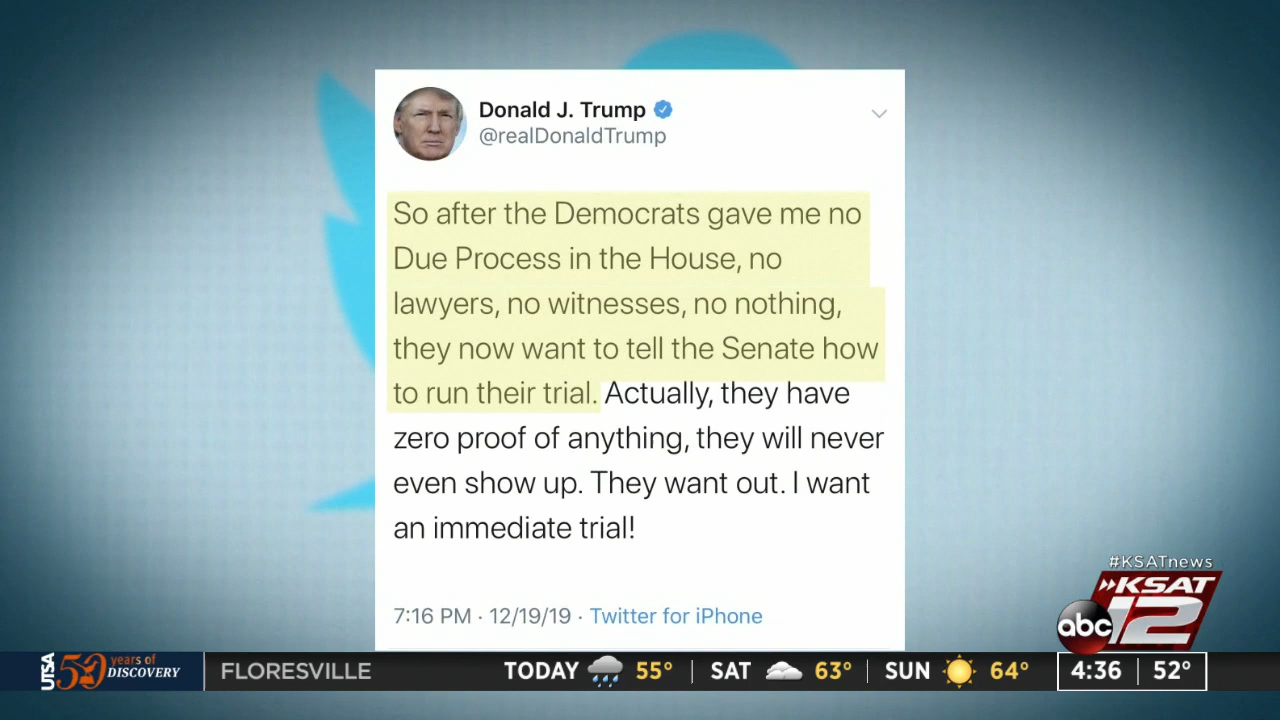 Donald J. Trump
@realDonaldTrump
So after the Democrats gave me no
Due Process in the House, no
lawyers, no witnesses, no nothing,
they now want to tell the Senate how
to run their trial. Actually, they have
zero proof of anything, they will never
even show up. They want out. I want
an immediate trial!
7:16 PM · 12/19/19 · Twitter for iPhone
#KSATnews
KSAT
abc 12
UTSA 50 years of DISCOVERY FLORESVILLE TODAY 55° SAT 63° SUN 64° 4:36 52°